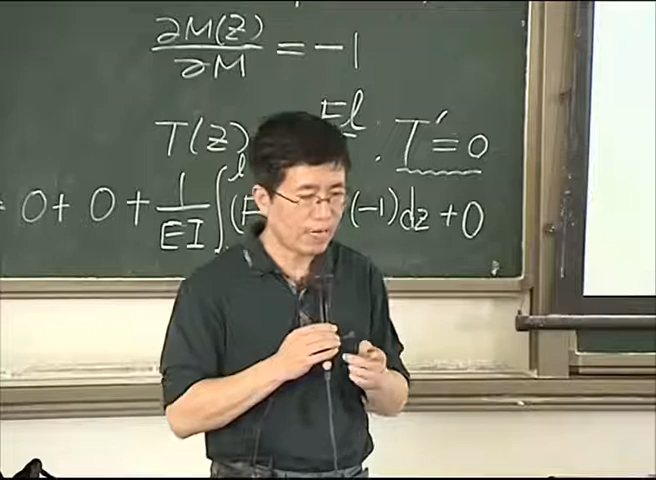 ∂M(z)/∂M = -1
Fl
T(z) . T' = 0
0 + 0 + 1/EI ∫ l ( (-1)dz + 0